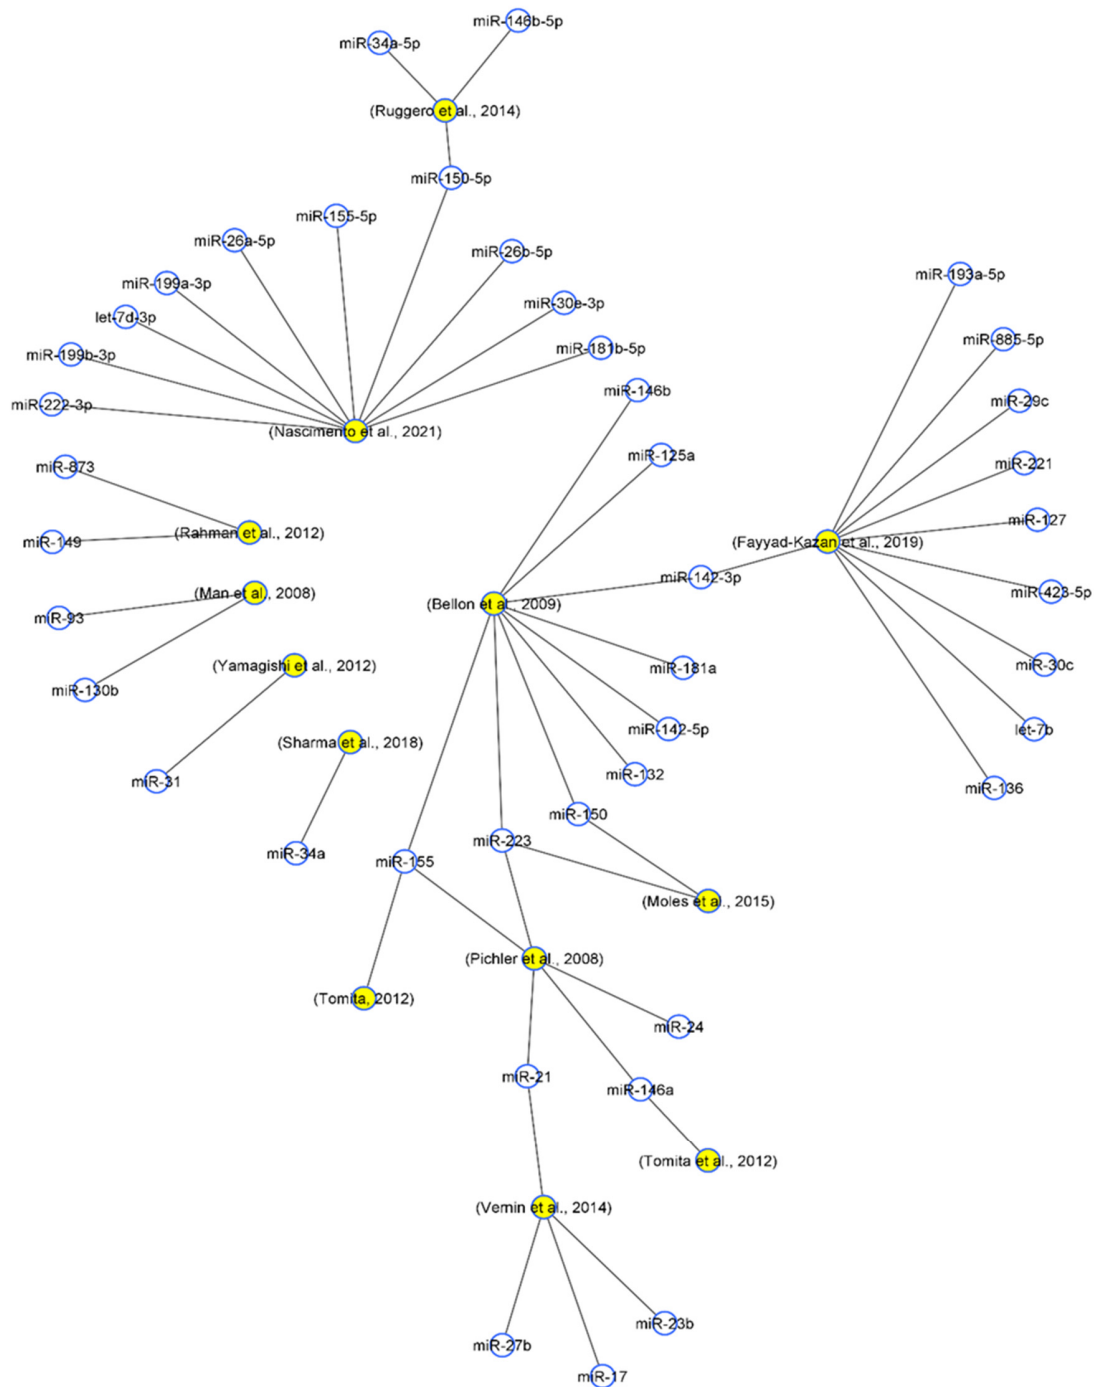 miR-146b-5p
miR-34a-5p
(Ruggero et al., 2014)
miR-150-5p
miR-155-5p
miR-26a-5p
miR-26b-5p
miR-193a-5p
miR-199a-3p
miR-30e-3p
let-7d-3p
miR-885-5p
miR-181b-5p
miR-199b-3p
miR-146b
miR-29c
miR-222-3p
(Nascimento et al., 2021)
miR-125a
miR-221
miR-873
miR-127
(Rahman et al., 2012)
miR-149
(Fayyad-Kazan et al., 2019)
miR-142-3p
miR-423-5p
(Man et al, 2008)
(Bellon et al., 2009)
miR-93
(Yamagishi et al., 2012)
miR-181a
miR-30c
miR-130b
miR-142-5p
let-7b
(Sharma et al., 2018)
miR-132
miR-31
miR-136
miR-150
miR-223
miR-34a
miR-155
(Moles et al., 2015)
(Pichler et al., 2008)
(Tomita, 2012)
miR-24
miR-21
miR-146a
(Tomita et al., 2012)
(Vernin et al., 2014)
miR-23b
miR-27b
miR-17